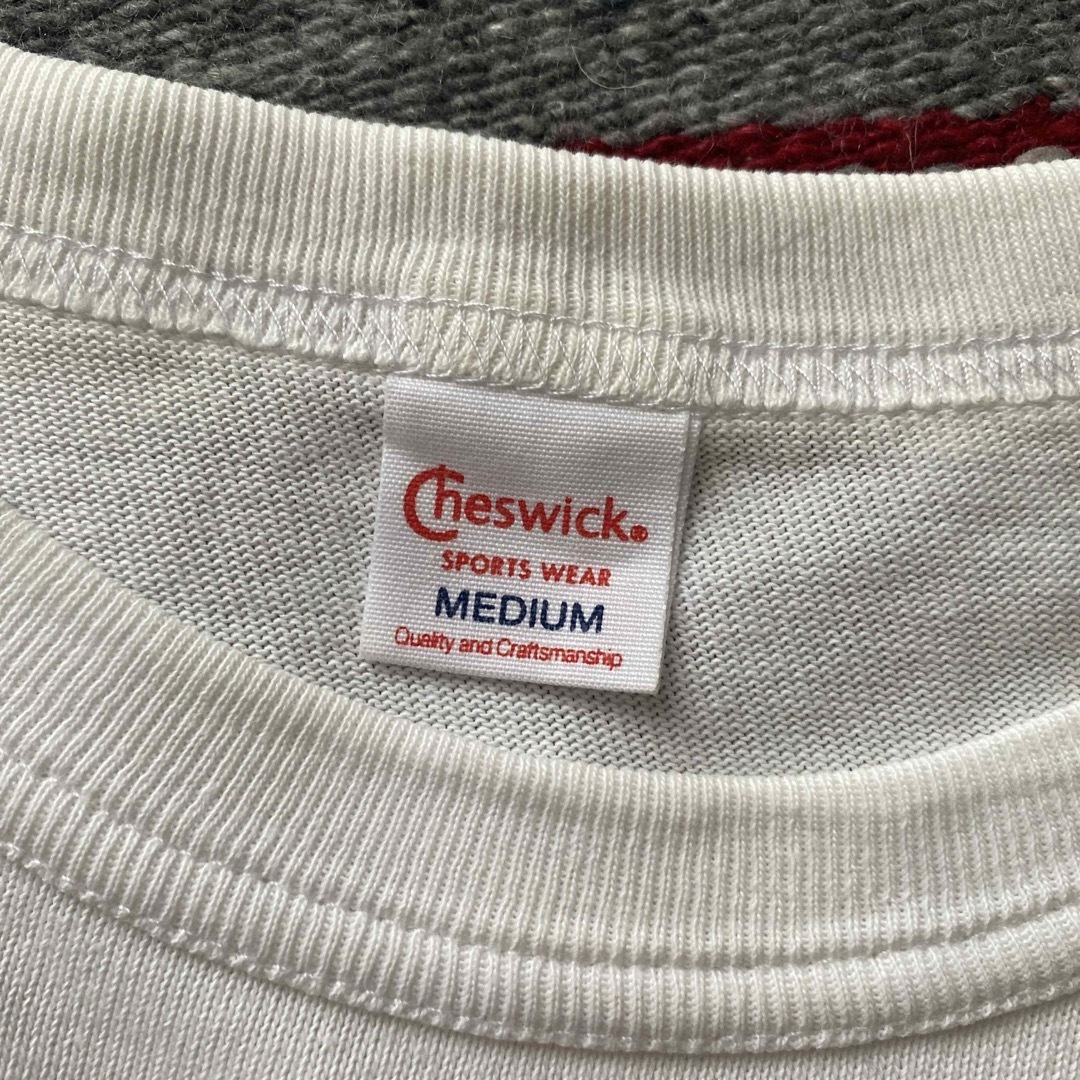 Cheswick®
SPORTS WEAR
MEDIUM
Quality and Craftsmanship